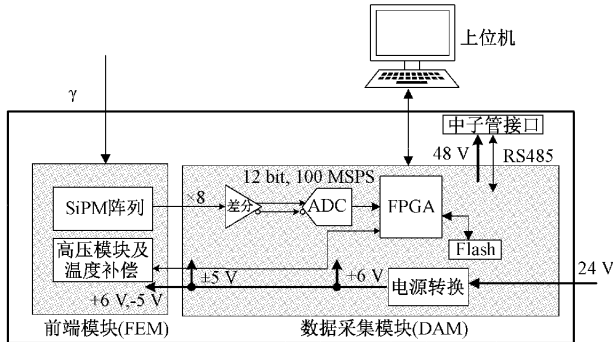 上位机
γ
中子管接口
48 V
RS485
12 bit, 100 MSPS
SiPM阵列
×8
差分
ADC
FPGA
Flash
高压模块及
温度补偿
±5 V
+6 V
电源转换
24 V
+6 V,-5 V
前端模块(FEM)
数据采集模块(DAM)